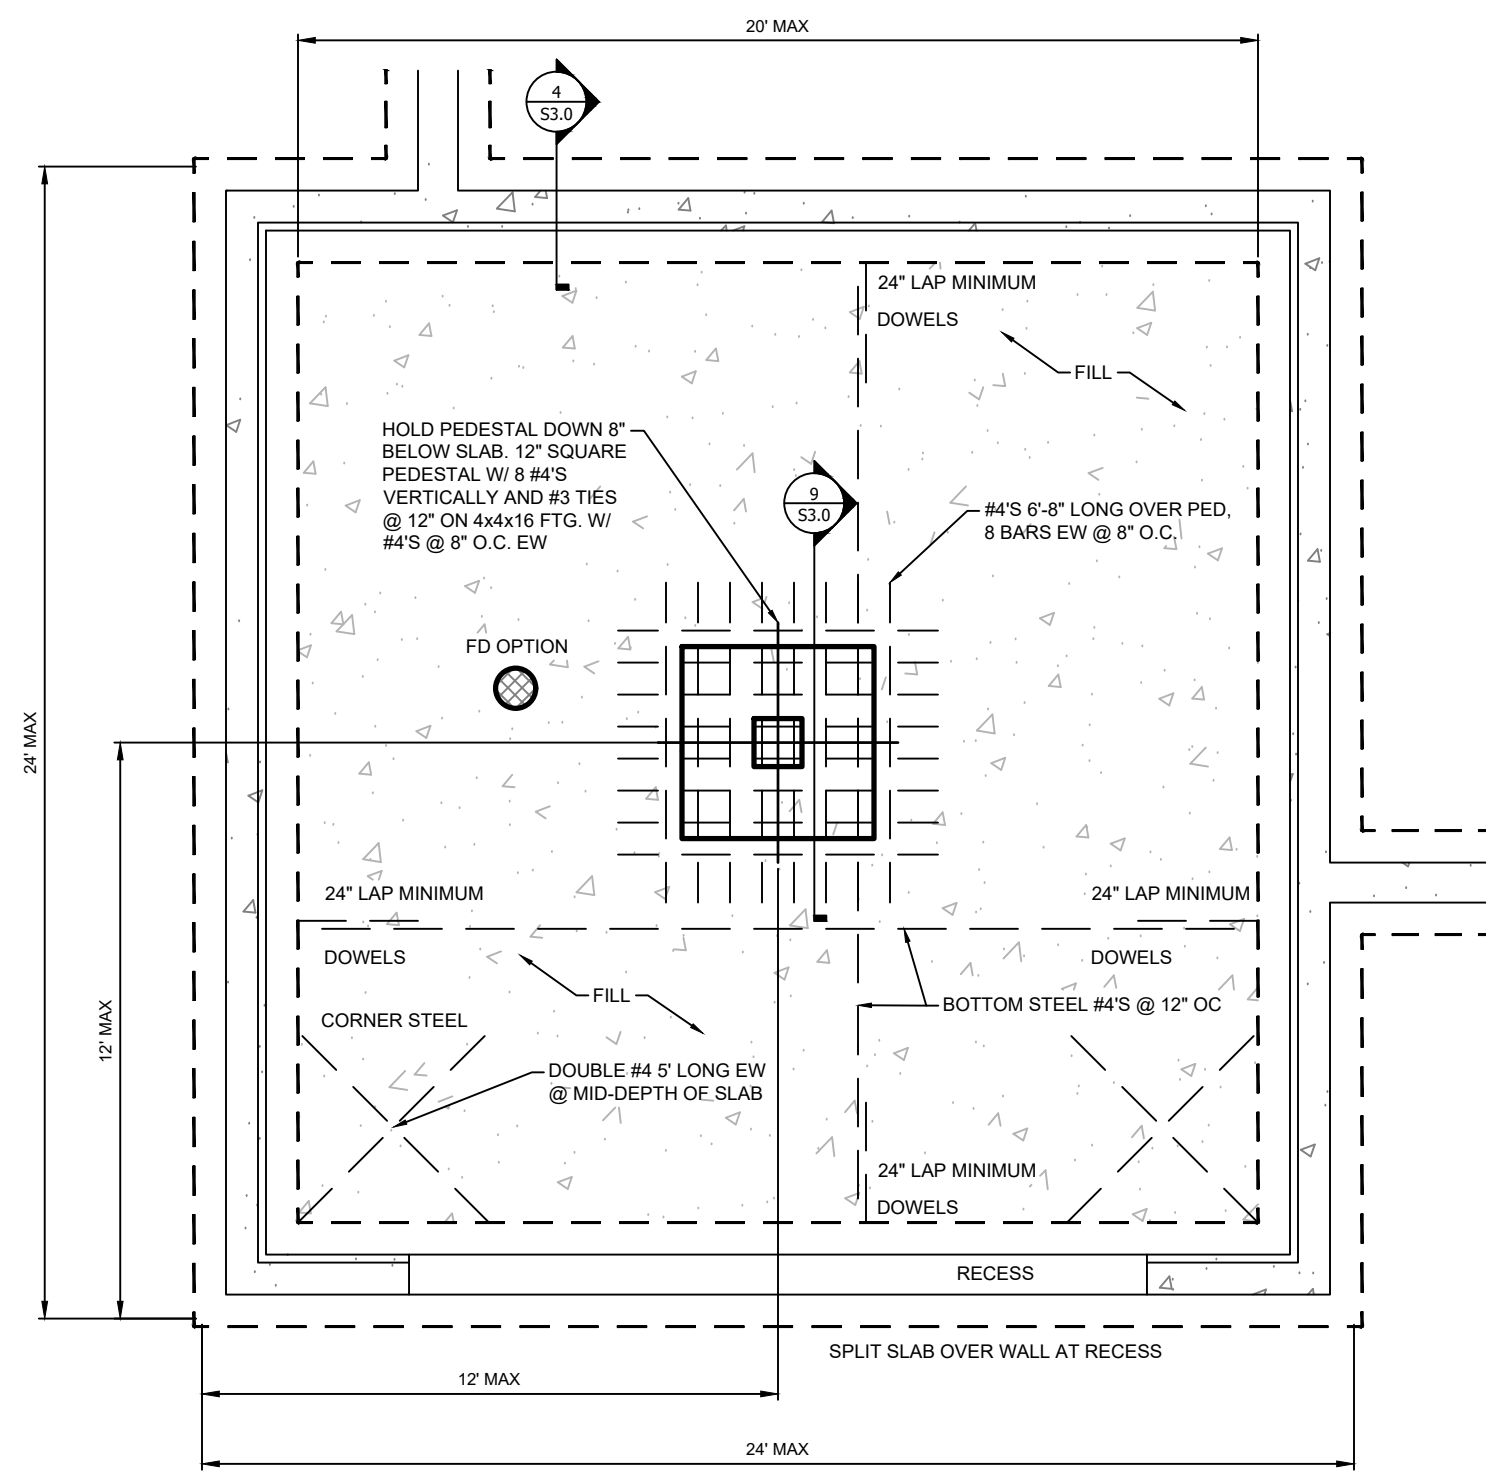 20' MAX
4
S3.0
24" LAP MINIMUM
DOWELS
FILL
HOLD PEDESTAL DOWN 8"
BELOW SLAB. 12" SQUARE
PEDESTAL W/ 8 #4'S
VERTICALLY AND #3 TIES
@ 12" ON 4x4x16 FTG. W/
#4'S @ 8" O.C. EW
9
S3.0
#4'S 6'-8" LONG OVER PED,
8 BARS EW @ 8" O.C.
FD OPTION
24' MAX
24" LAP MINIMUM
DOWELS
24" LAP MINIMUM
DOWELS
FILL
BOTTOM STEEL #4'S @ 12" OC
12' MAX
CORNER STEEL
DOUBLE #4 5' LONG EW
@ MID-DEPTH OF SLAB
24" LAP MINIMUM
DOWELS
RECESS
SPLIT SLAB OVER WALL AT RECESS
12' MAX
24' MAX